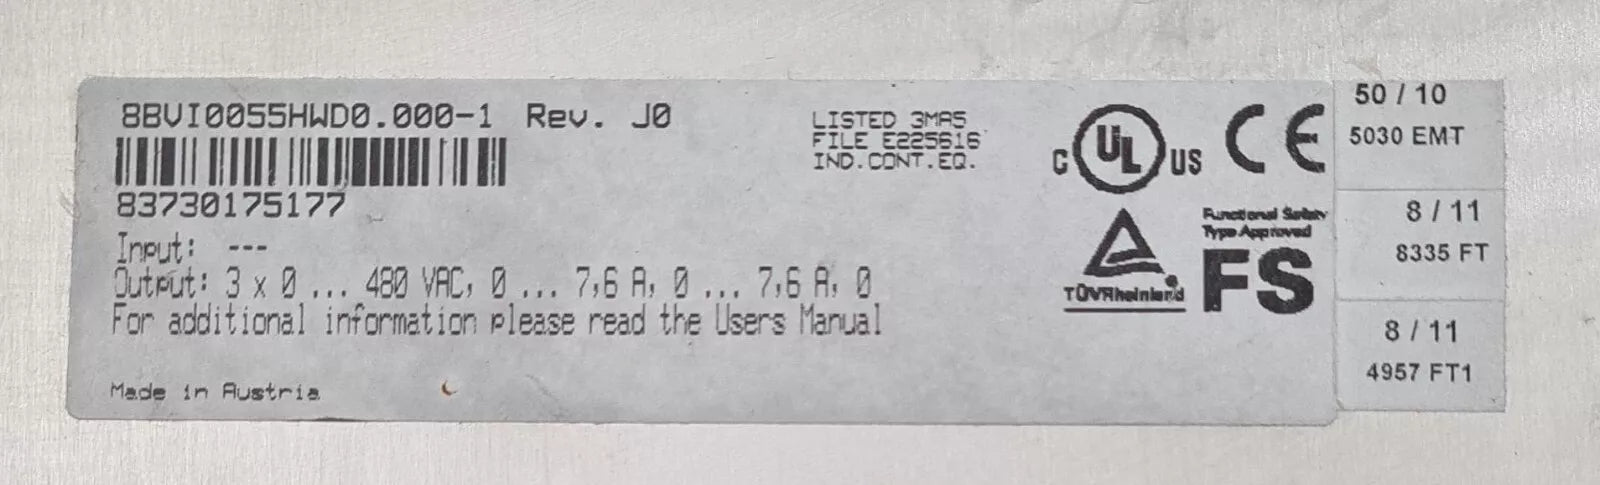 8BVI0055HWD0.000-1 Rev. J0
83730175177
Input: ---
Output: 3 x 0 ... 480 VAC, 0 ... 7,6 A, 0 ... 7,6 A, 0
For additional information please read the Users Manual
Made in Austria
LISTED 3MA5
FILE E225616
IND.CONT.EQ.
C UL US CE
TÜVRheinland
Functional Safety
Type Approved
FS
50 / 10
5030 EMT
8 / 11
8335 FT
8 / 11
4957 FT1